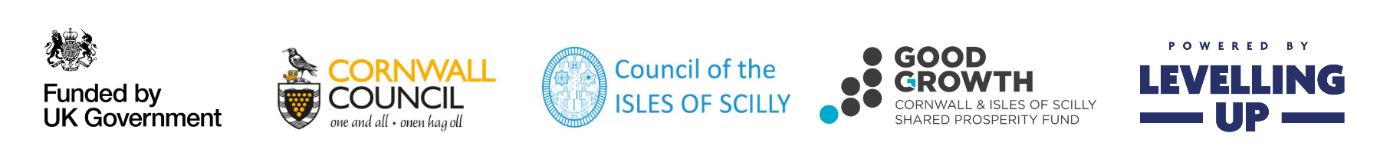 Funded by
UK Government
CORNWALL
COUNCIL
one and all • onen hag oll
Council of the
ISLES OF SCILLY
GOOD
GROWTH
CORNWALL & ISLES OF SCILLY
SHARED PROSPERITY FUND
POWERED BY
LEVELLING
UP